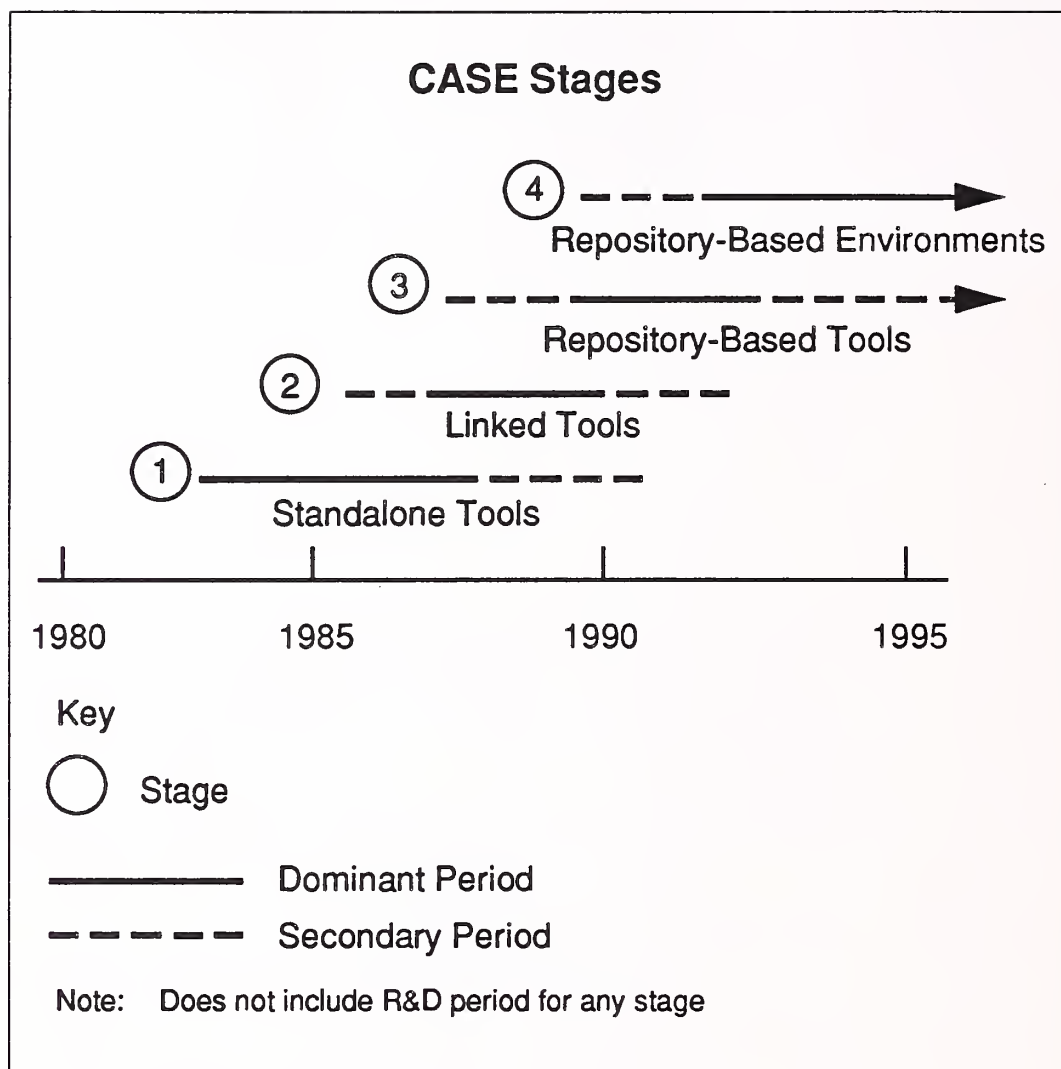 CASE Stages
4
Repository-Based Environments
3
Repository-Based Tools
2
Linked Tools
1
Standalone Tools
1980 1985 1990 1995
Key
Stage
Dominant Period
Secondary Period
Note: Does not include R&D period for any stage